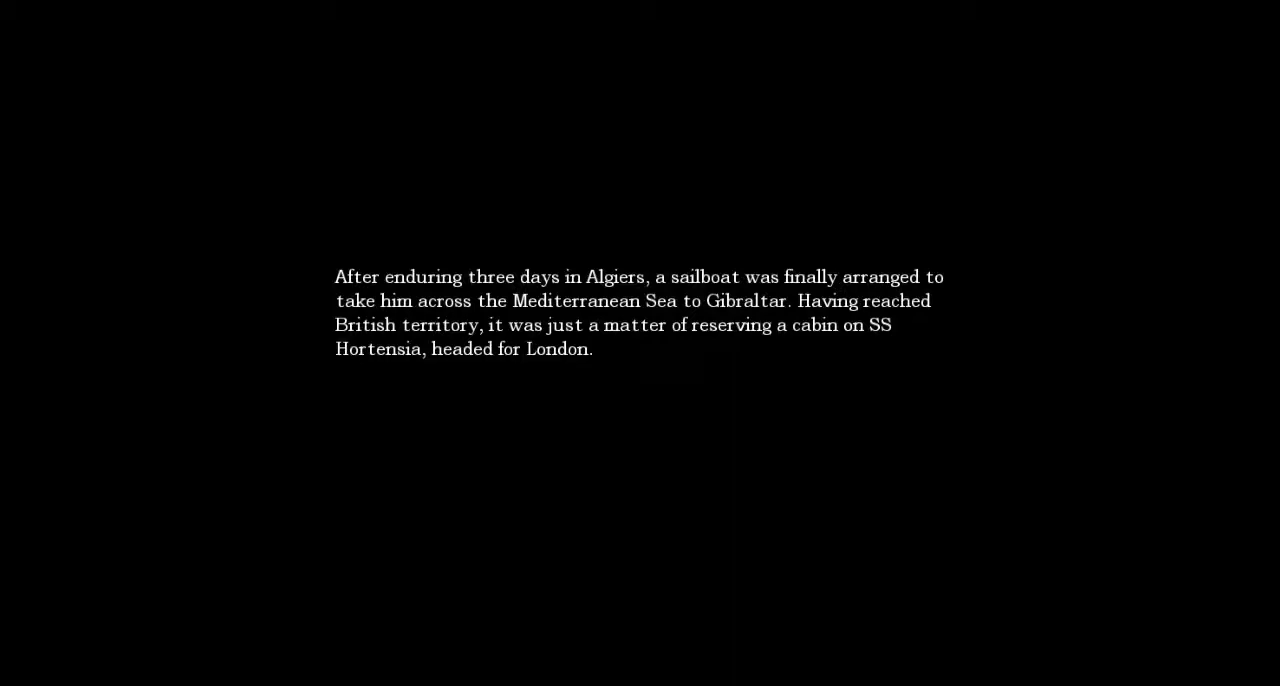 After enduring three days in Algiers, a sailboat was finally arranged to
take him across the Mediterranean Sea to Gibraltar. Having reached
British territory, it was just a matter of reserving a cabin on SS
Hortensia, headed for London.